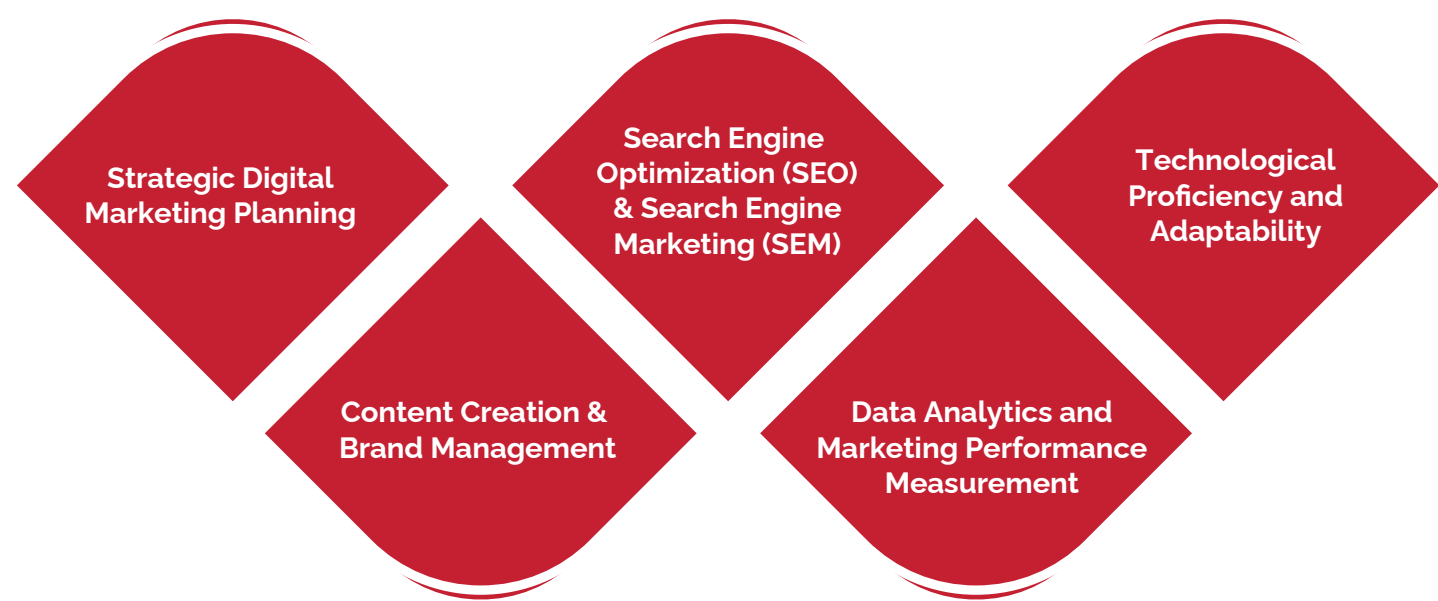 Strategic Digital
Marketing Planning
Search Engine
Optimization (SEO)
& Search Engine
Marketing (SEM)
Technological
Proficiency and
Adaptability
Content Creation &
Brand Management
Data Analytics and
Marketing Performance
Measurement